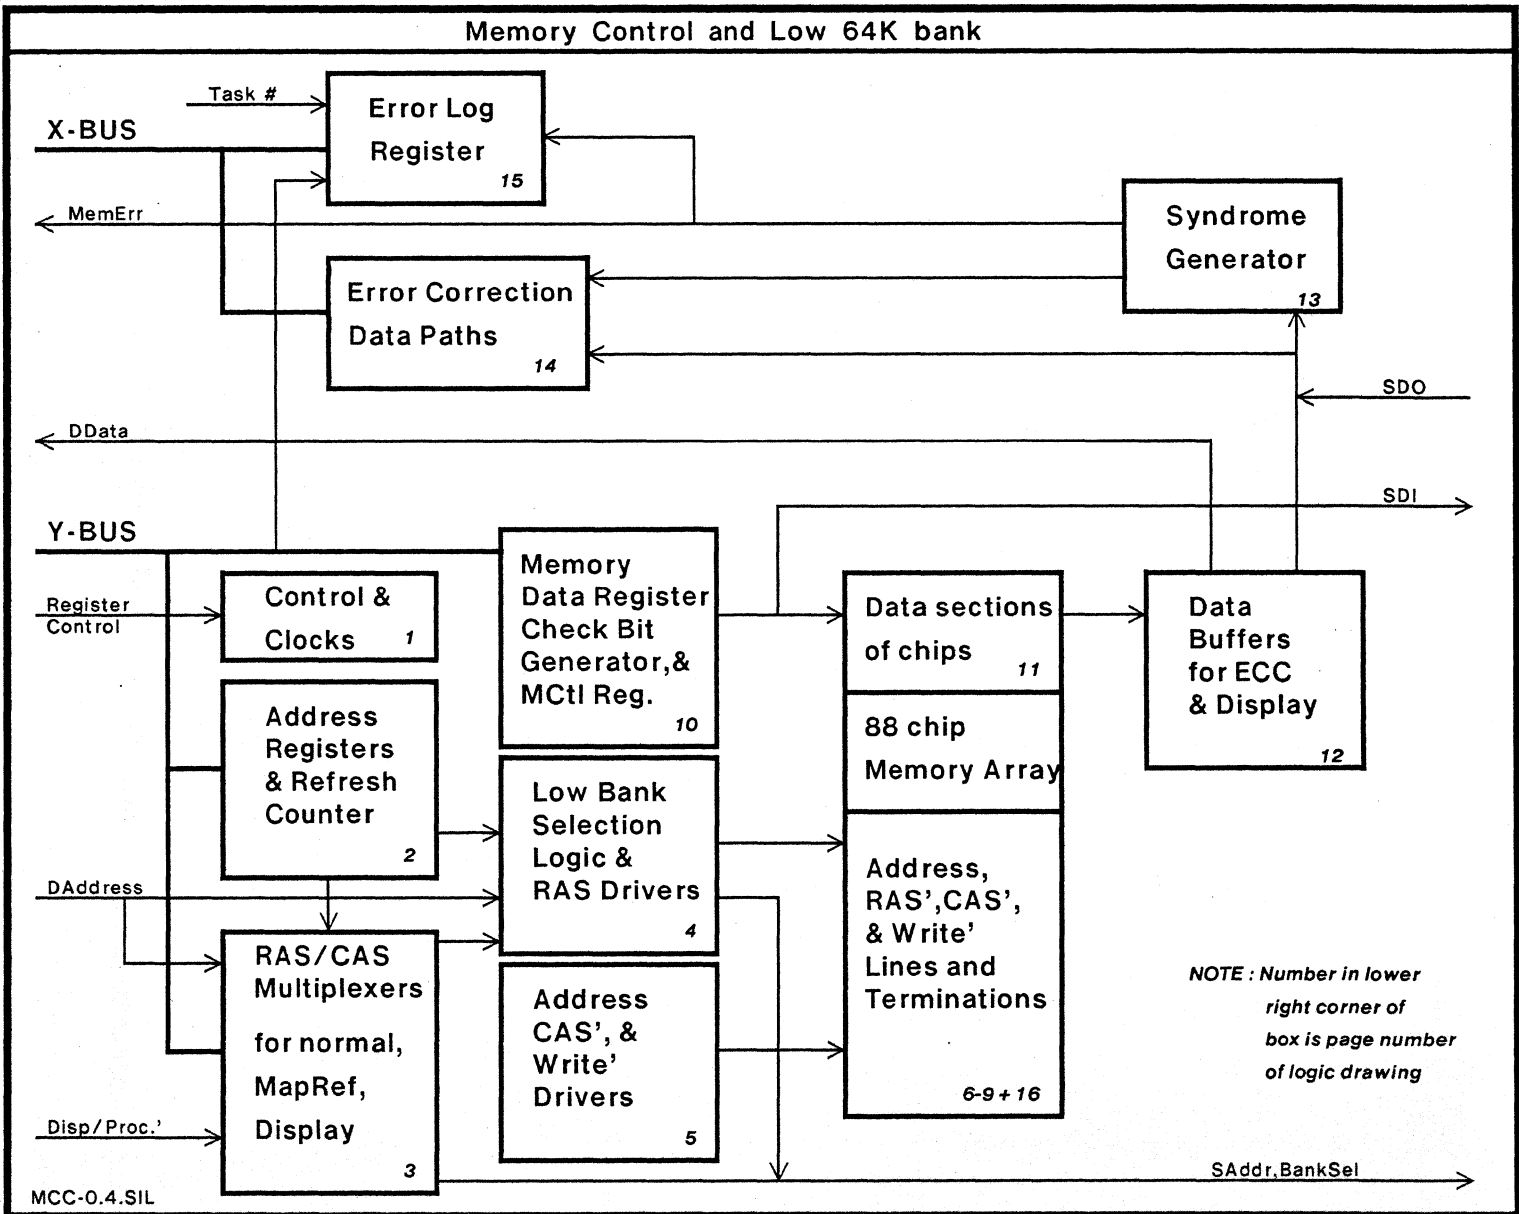 Memory Control and Low 64K bank
Task #
Error Log
Register
15
X-BUS
MemErr
Syndrome
Generator
13
Error Correction
Data Paths
14
SDO
DData
SDI
Y-BUS
Register
Control
Control &
Clocks
1
Memory
Data Register
Check Bit
Generator,&
MCtl Reg.
10
Data sections
of chips
11
Data
Buffers
for ECC
& Display
12
Address
Registers
& Refresh
Counter
2
88 chip
Memory Array
Low Bank
Selection
Logic &
RAS Drivers
4
DAddress
Address,
RAS',CAS',
& Write'
Lines and
Terminations
6-9+16
RAS/CAS
Multiplexers
for normal,
MapRef,
Display
3
Address
CAS', &
Write'
Drivers
5
NOTE : Number in lower
right corner of
box is page number
of logic drawing
Disp/Proc.'
SAddr,BankSel
MCC-0.4.SIL